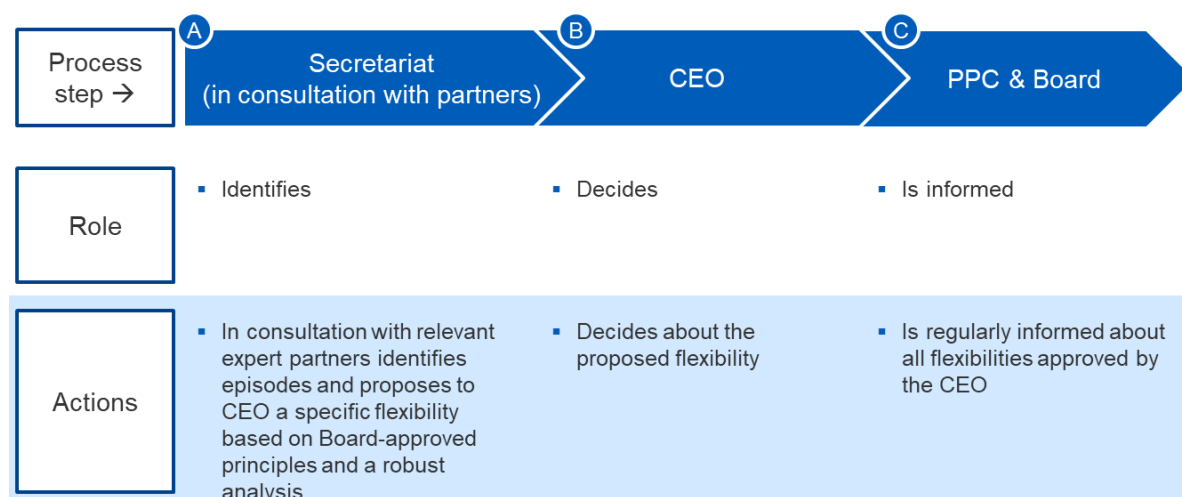 Process
step →
A
Secretariat
(in consultation with partners)
B
CEO
C
PPC & Board
Role
▪ Identifies
▪ Decides
▪ Is informed
Actions
▪ In consultation with relevant
expert partners identifies
episodes and proposes to
CEO a specific flexibility
based on Board-approved
principles and a robust
analysis
▪ Decides about the
proposed flexibility
▪ Is regularly informed about
all flexibilities approved by
the CEO